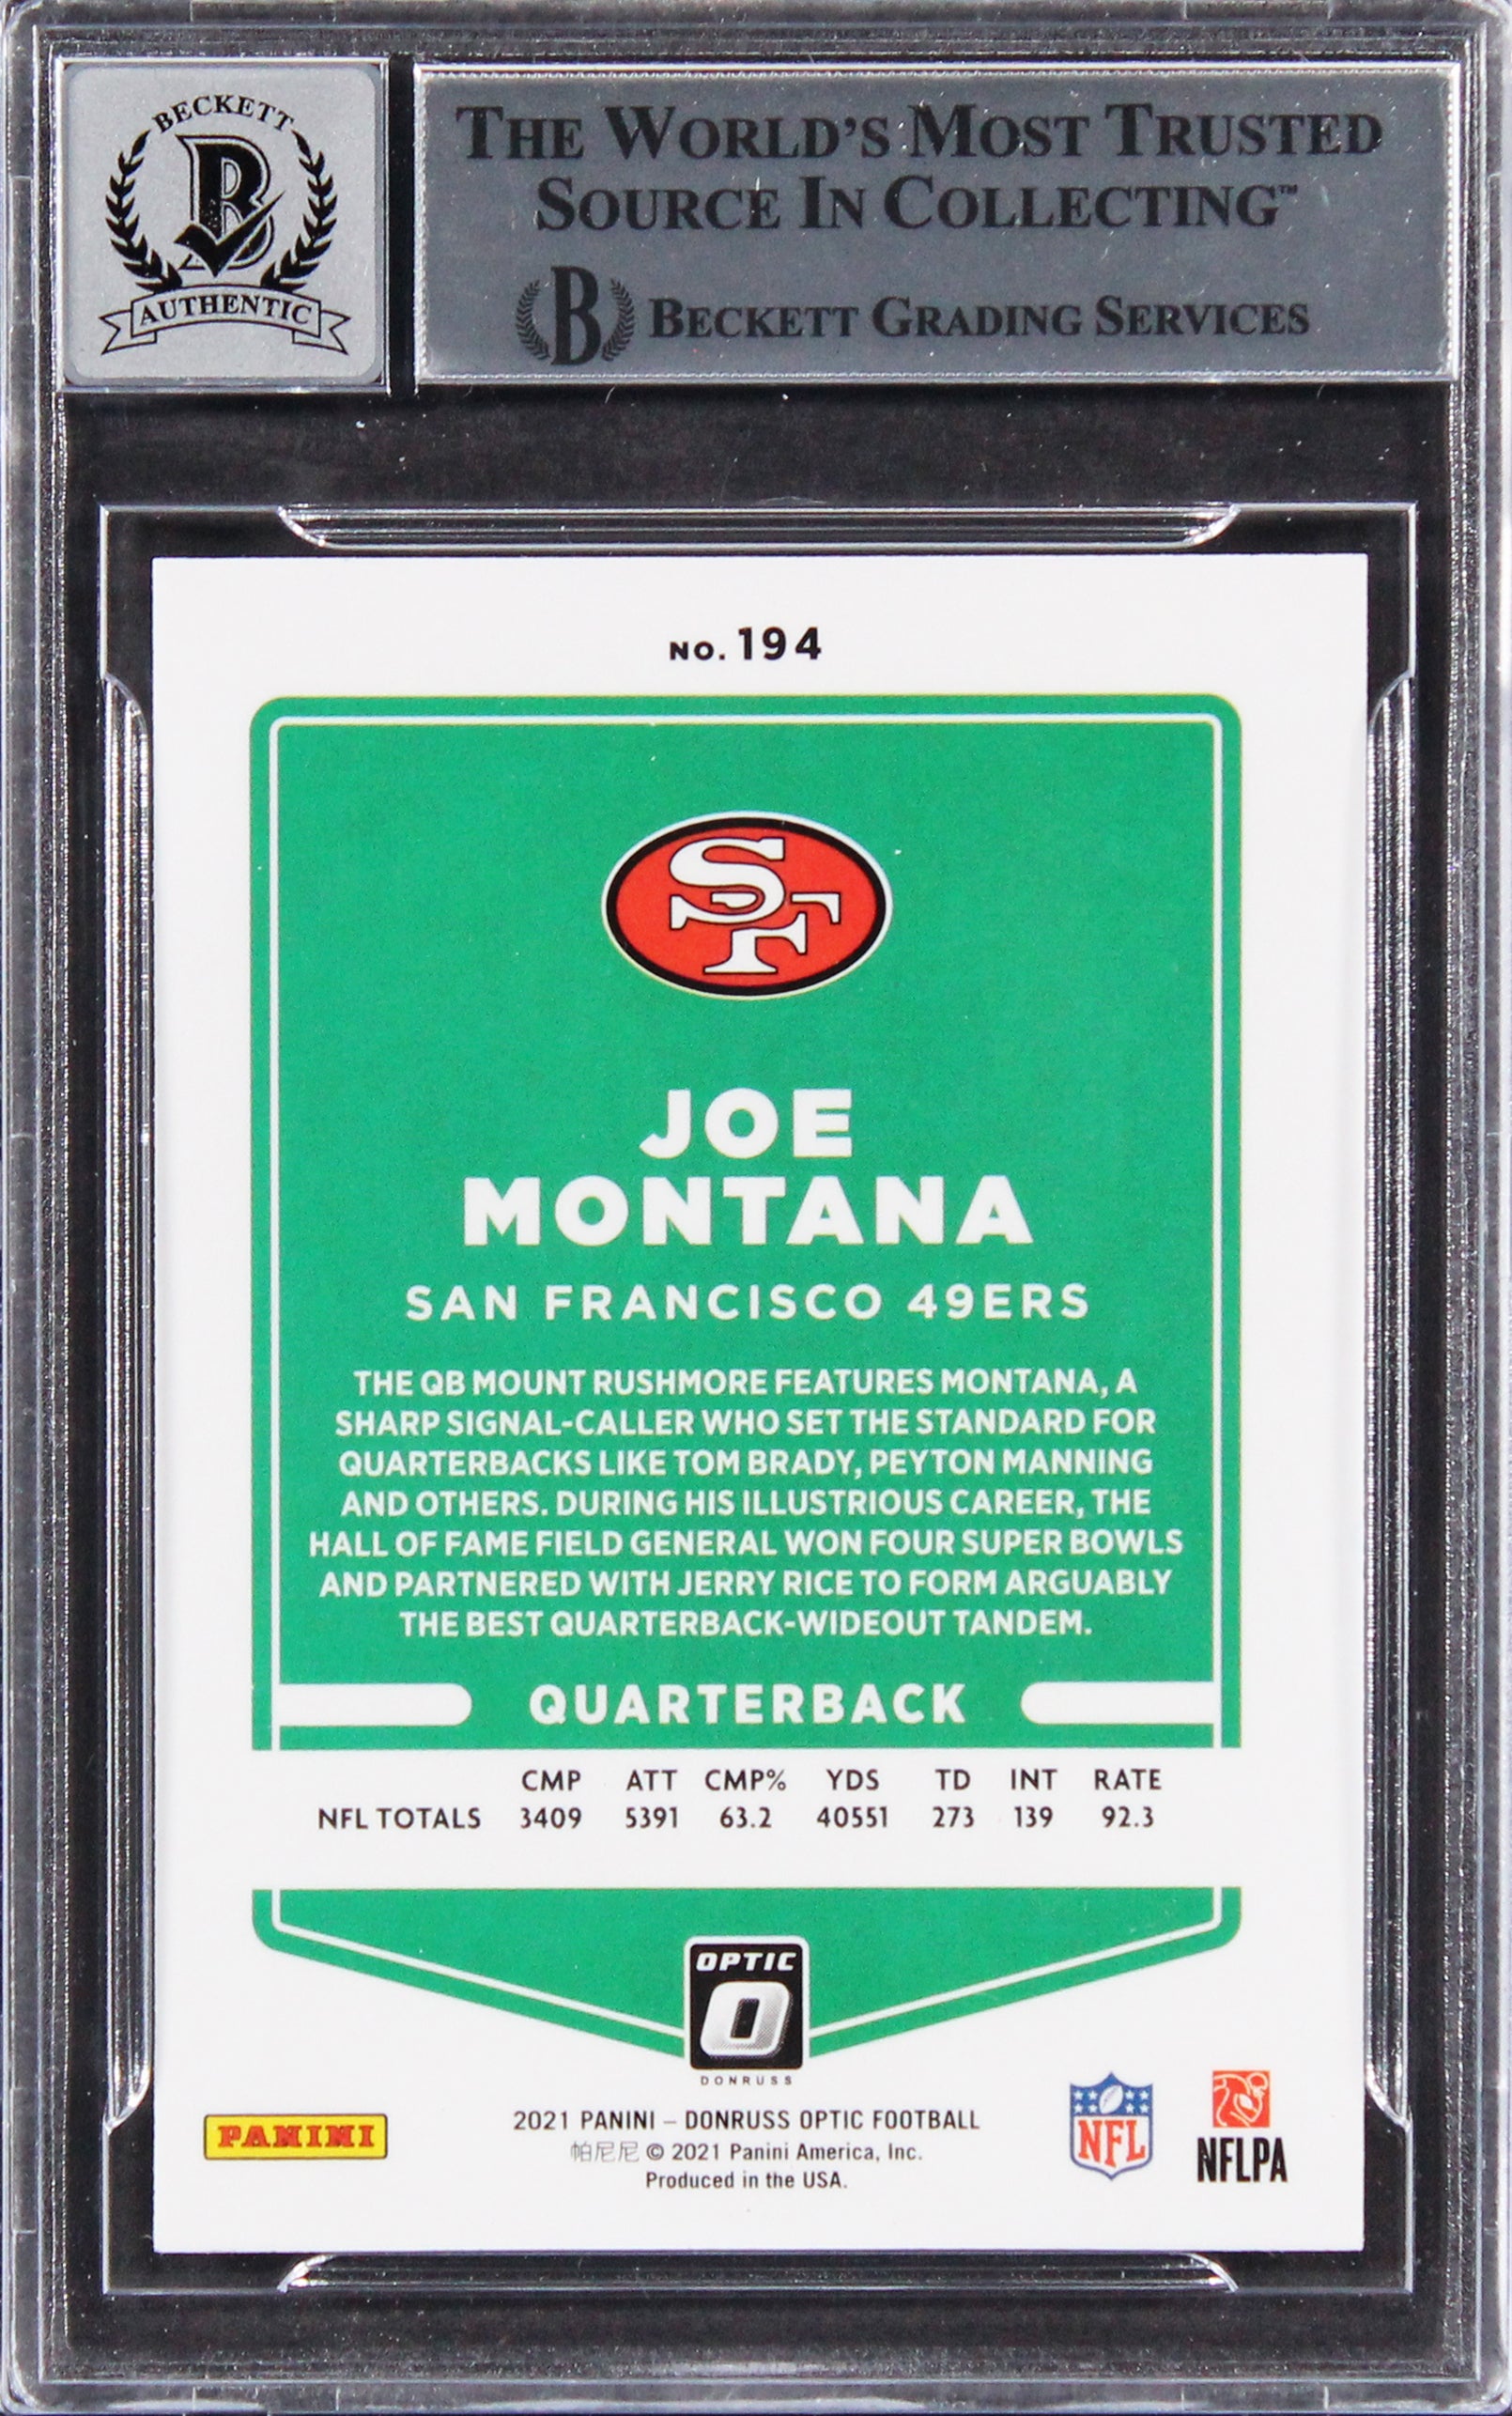 BECKETT
B
AUTHENTIC
THE WORLD'S MOST TRUSTED
SOURCE IN COLLECTING™
B BECKETT GRADING SERVICES
NO. 194
SF
JOE
MONTANA
SAN FRANCISCO 49ERS
THE QB MOUNT RUSHMORE FEATURES MONTANA, A
SHARP SIGNAL-CALLER WHO SET THE STANDARD FOR
QUARTERBACKS LIKE TOM BRADY, PEYTON MANNING
AND OTHERS. DURING HIS ILLUSTRIOUS CAREER, THE
HALL OF FAME FIELD GENERAL WON FOUR SUPER BOWLS
AND PARTNERED WITH JERRY RICE TO FORM ARGUABLY
THE BEST QUARTERBACK-WIDEOUT TANDEM.
QUARTERBACK
CMP ATT CMP% YDS TD INT RATE
NFL TOTALS 3409 5391 63.2 40551 273 139 92.3
OPTIC
O
DONRUSS
PANINI
2021 PANINI – DONRUSS OPTIC FOOTBALL
帕尼尼 © 2021 Panini America, Inc.
Produced in the USA.
NFL
NFLPA